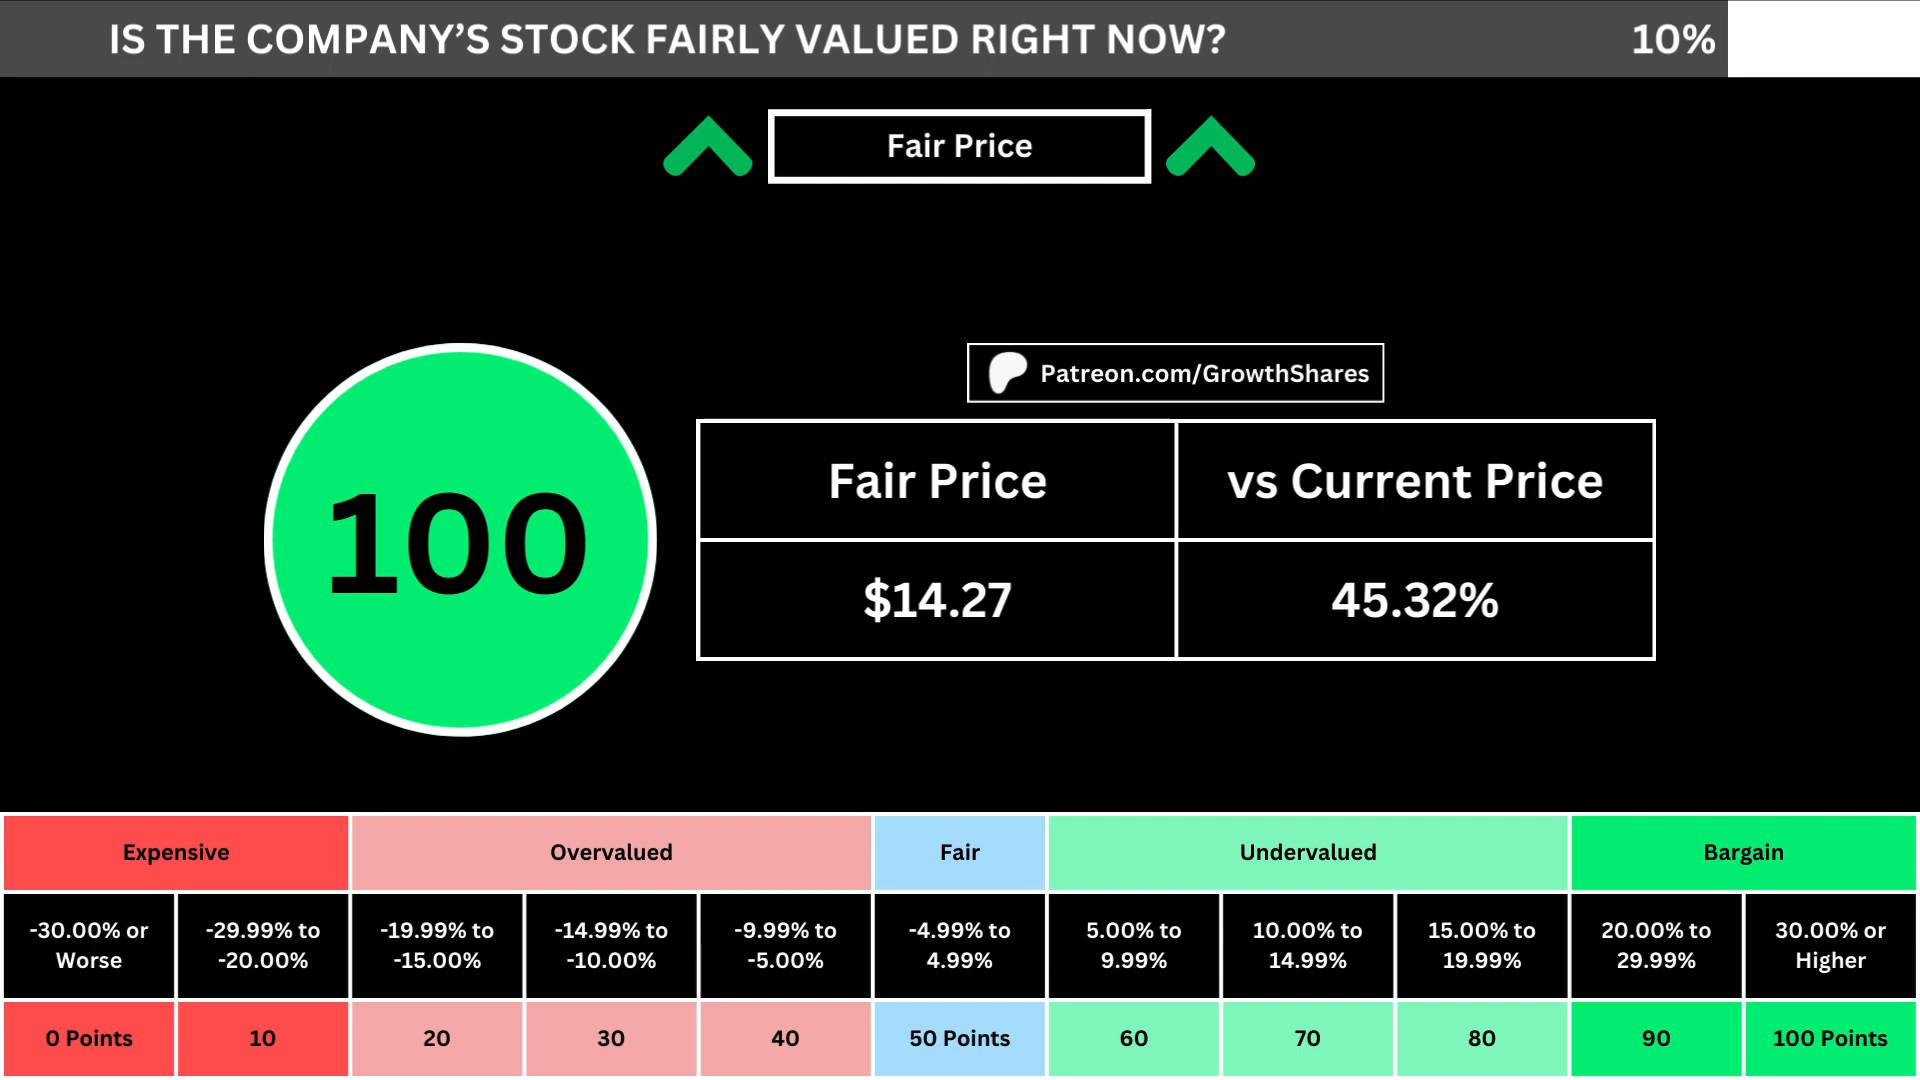 IS THE COMPANY’S STOCK FAIRLY VALUED RIGHT NOW? 10%
Fair Price
100
Patreon.com/GrowthShares
Fair Price vs Current Price
$14.27 45.32%
Expensive Overvalued Fair Undervalued Bargain
-30.00% or -29.99% to -19.99% to -14.99% to -9.99% to -4.99% to 5.00% to 10.00% to 15.00% to 20.00% to 30.00% or
Worse -20.00% -15.00% -10.00% -5.00% 4.99% 9.99% 14.99% 19.99% 29.99% Higher
0 Points 10 20 30 40 50 Points 60 70 80 90 100 Points